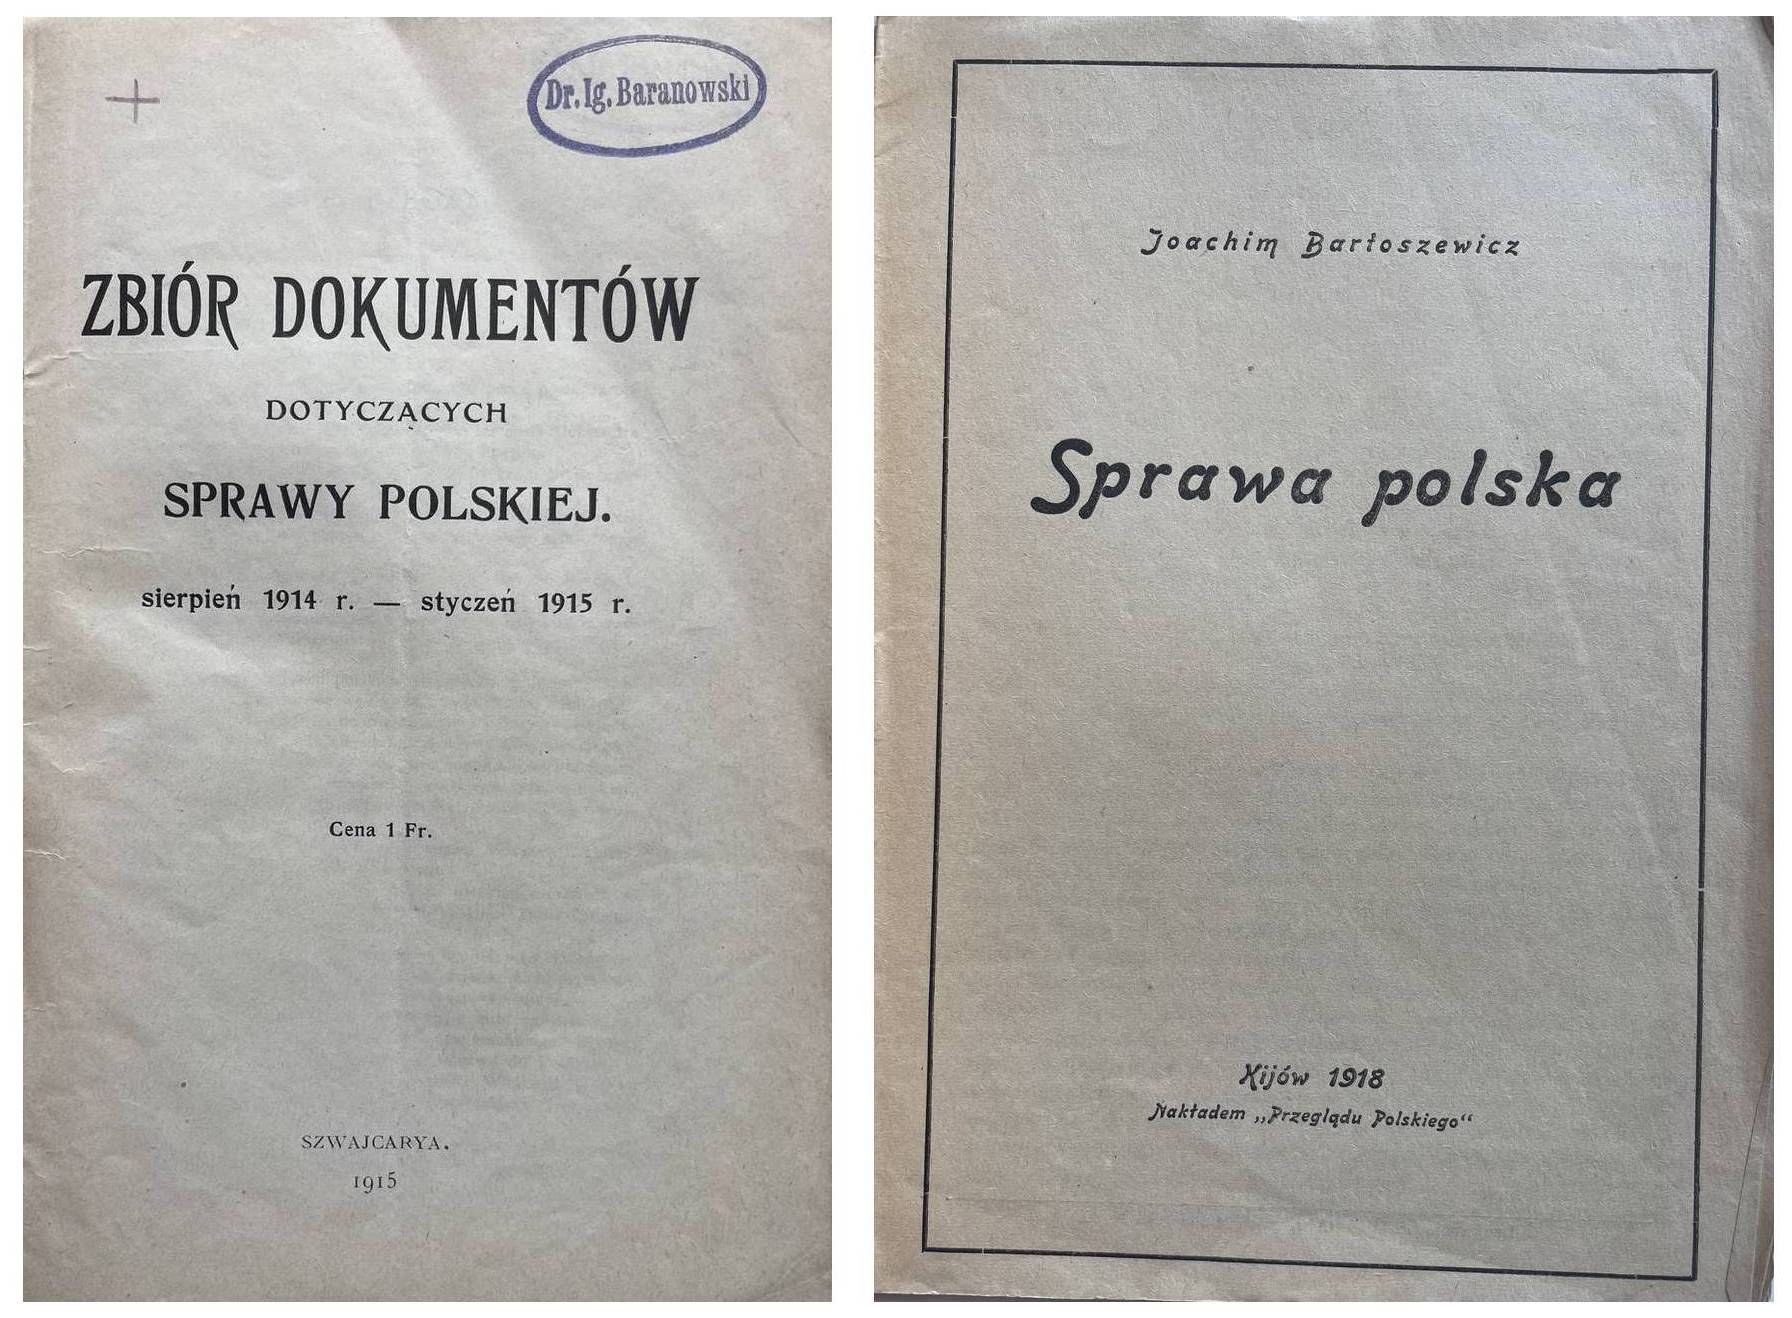 Dr. Ig. Baranowski
ZBIÓR DOKUMENTÓW
DOTYCZĄCYCH
SPRAWY POLSKIEJ.
sierpień 1914 r. — styczeń 1915 r.
Cena 1 Fr.
SZWAJCARYA.
1915
Joachim Bartoszewicz
Sprawa polska
Kijów 1918
Nakładem „Przeglądu Polskiego“